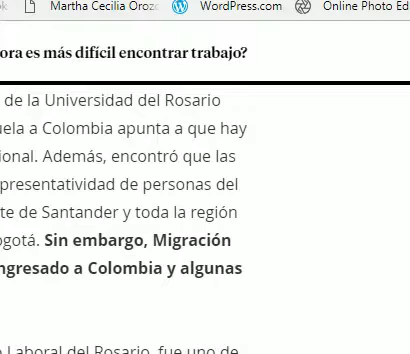 Martha Cecilia Oroz
WordPress.com
Online Photo Ed
ora es más difícil encontrar trabajo?
de la Universidad del Rosario
uela a Colombia apunta a que hay
ional. Además, encontró que las
presentatividad de personas del
te de Santander y toda la región
ogotá. Sin embargo, Migración
ngresado a Colombia y algunas
Laboral del Rosario, fue uno de